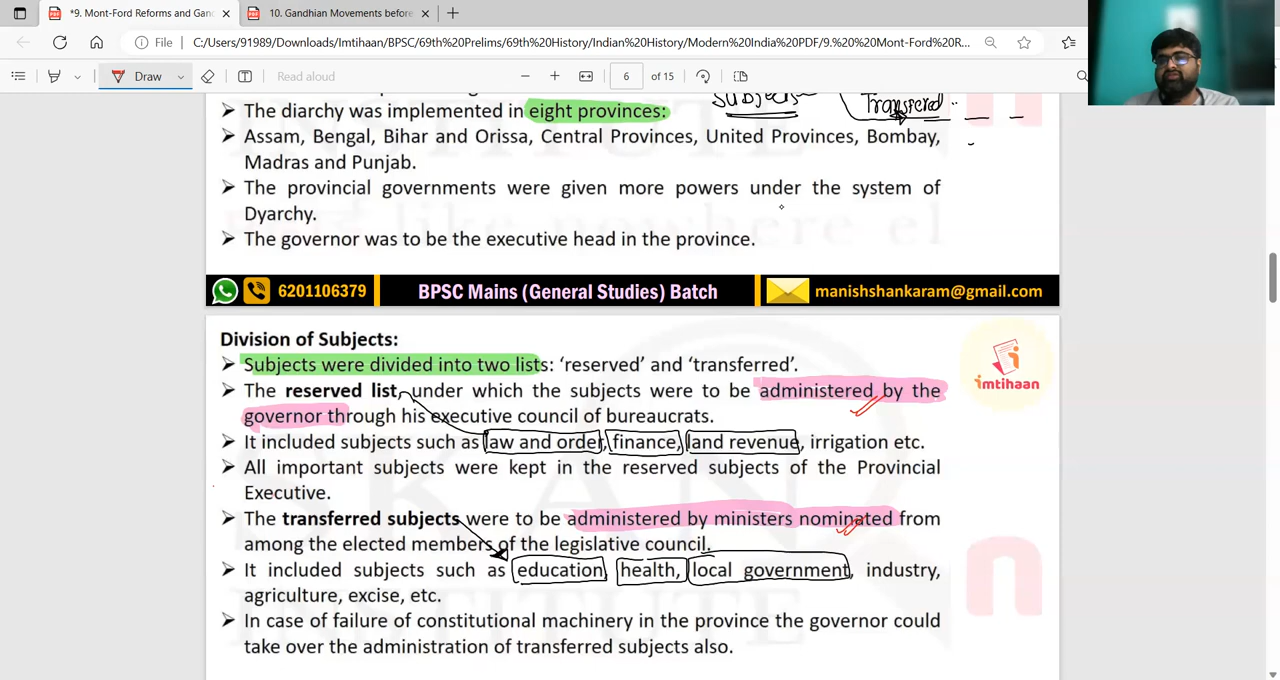 *9. Mont-Ford Reforms and Gand
10. Gandhian Movements before
File
C:/Users/91989/Downloads/Imtihaan/BPSC/69th%20Prelims/69th%20History/Indian%20History/Modern%20India%20PDF/9.%20%20Mont-Ford%20R...
Draw
Read aloud
6 of 15
Subjects
Transfered
The diarchy was implemented in eight provinces:
Assam, Bengal, Bihar and Orissa, Central Provinces, United Provinces, Bombay,
Madras and Punjab.
The provincial governments were given more powers under the system of
Dyarchy.
The governor was to be the executive head in the province.
6201106379
BPSC Mains (General Studies) Batch
manishshankaram@gmail.com
Division of Subjects:
Subjects were divided into two lists: ‘reserved’ and ‘transferred’.
The reserved list, under which the subjects were to be administered by the
governor through his executive council of bureaucrats.
It included subjects such as law and order, finance, land revenue, irrigation etc.
All important subjects were kept in the reserved subjects of the Provincial
Executive.
The transferred subjects were to be administered by ministers nominated from
among the elected members of the legislative council.
It included subjects such as education, health, local government, industry,
agriculture, excise, etc.
In case of failure of constitutional machinery in the province the governor could
take over the administration of transferred subjects also.
imtihaan
INSTITUTE